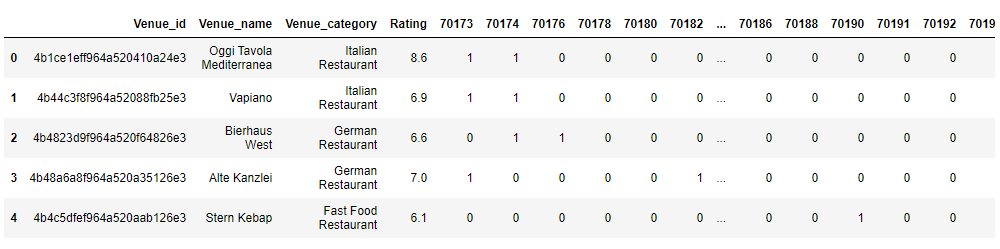 Venue_id Venue_name Venue_category Rating 70173 70174 70176 70178 70180 70182 ... 70186 70188 70190 70191 70192 7019
0 4b1ce1eff964a520410a24e3 Oggi Tavola Mediterranea Italian Restaurant 8.6 1 1 0 0 0 0 ... 0 0 0 0 0
1 4b44c3f8f964a52088fb25e3 Vapiano Italian Restaurant 6.9 1 1 0 0 0 0 ... 0 0 0 0 0
2 4b4823d9f964a520f64826e3 Bierhaus West German Restaurant 6.6 0 1 1 0 0 0 ... 0 0 0 0 0
3 4b48a6a8f964a520a35126e3 Alte Kanzlei German Restaurant 7.0 1 0 0 0 0 1 ... 0 0 0 0 0
4 4b4c5dfef964a520aab126e3 Stern Kebap Fast Food Restaurant 6.1 0 0 0 0 0 0 ... 0 0 1 0 0